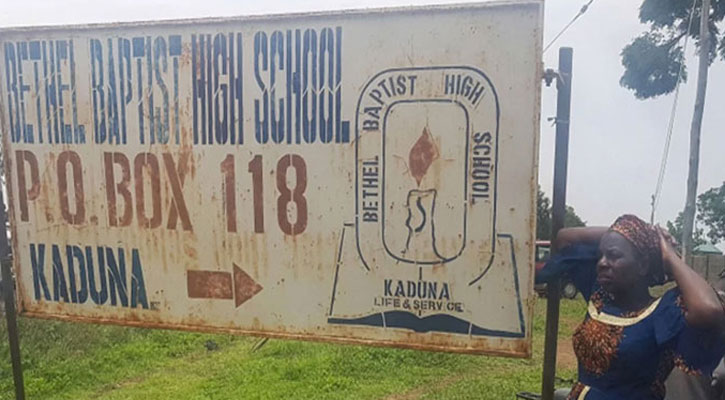 BETHEL BAPTIST HIGH SCHOOL
P.O. BOX 118
KADUNA
BETHEL BAPTIST HIGH SCHOOL
KADUNA
LIFE & SERVICE